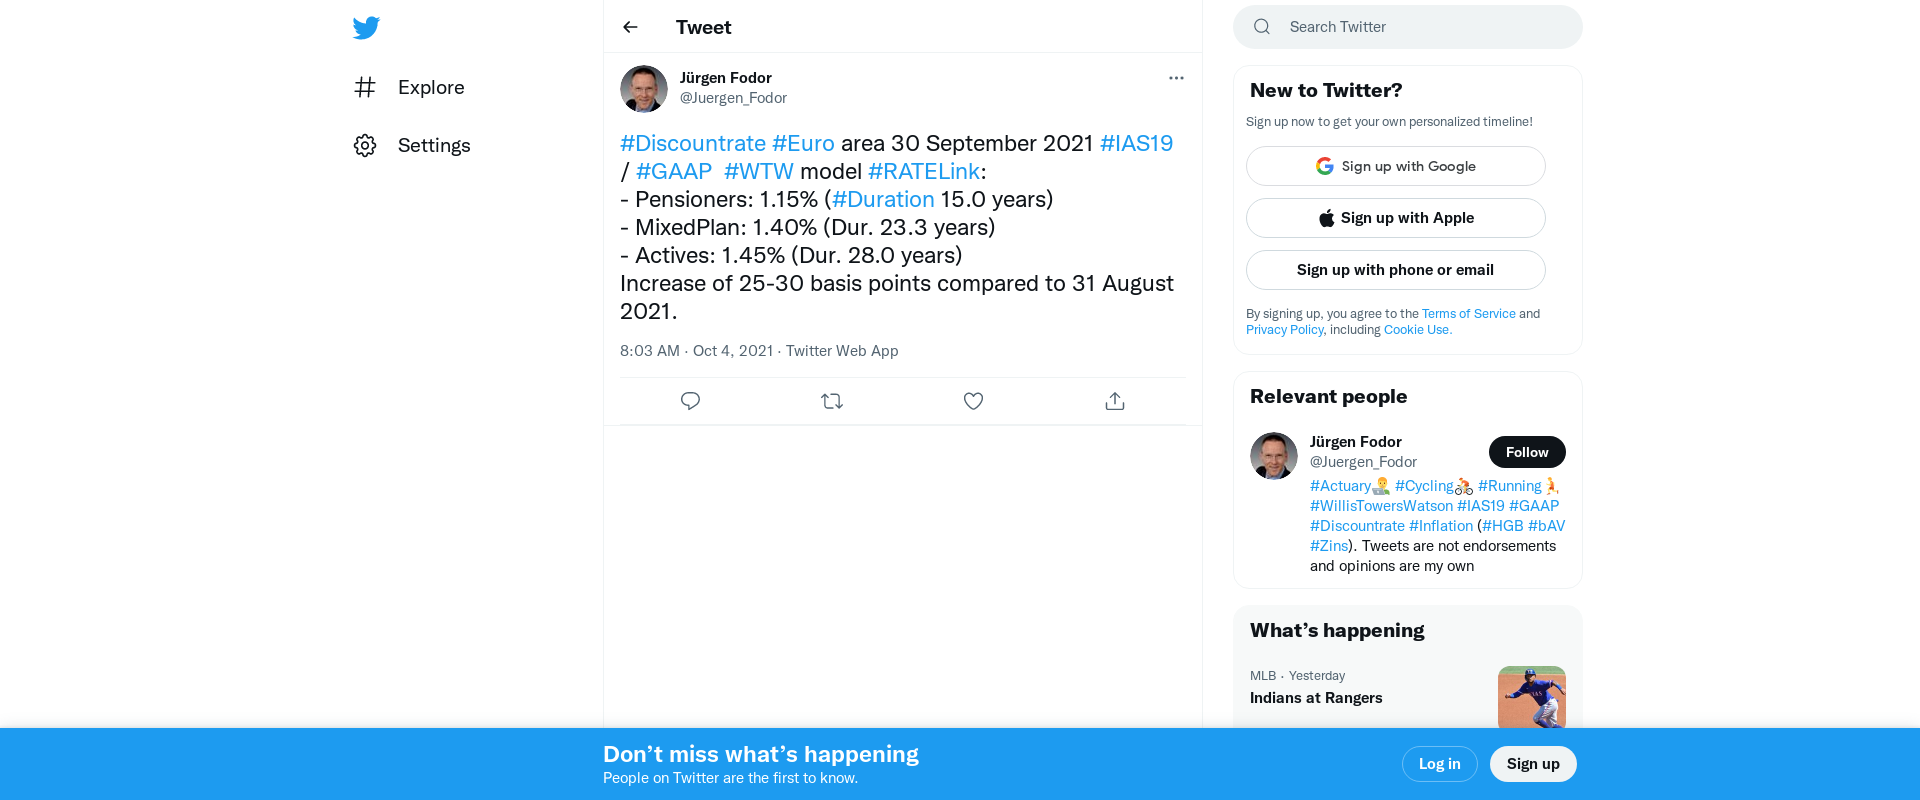 Explore
Settings
Tweet
Jürgen Fodor
@Juergen_Fodor
#Discountrate #Euro area 30 September 2021 #IAS19
/ #GAAP #WTW model #RATELink:
- Pensioners: 1.15% (#Duration 15.0 years)
- MixedPlan: 1.40% (Dur. 23.3 years)
- Actives: 1.45% (Dur. 28.0 years)
Increase of 25-30 basis points compared to 31 August
2021.
8:03 AM · Oct 4, 2021 · Twitter Web App
Search Twitter
New to Twitter?
Sign up now to get your own personalized timeline!
Sign up with Google
Sign up with Apple
Sign up with phone or email
By signing up, you agree to the Terms of Service and
Privacy Policy, including Cookie Use.
Relevant people
Jürgen Fodor
@Juergen_Fodor
Follow
#Actuary #Cycling #Running
#WillisTowersWatson #IAS19 #GAAP
#Discountrate #Inflation (#HGB #bAV
#Zins). Tweets are not endorsements
and opinions are my own
What's happening
MLB · Yesterday
Indians at Rangers
Don't miss what's happening
People on Twitter are the first to know.
Log in
Sign up